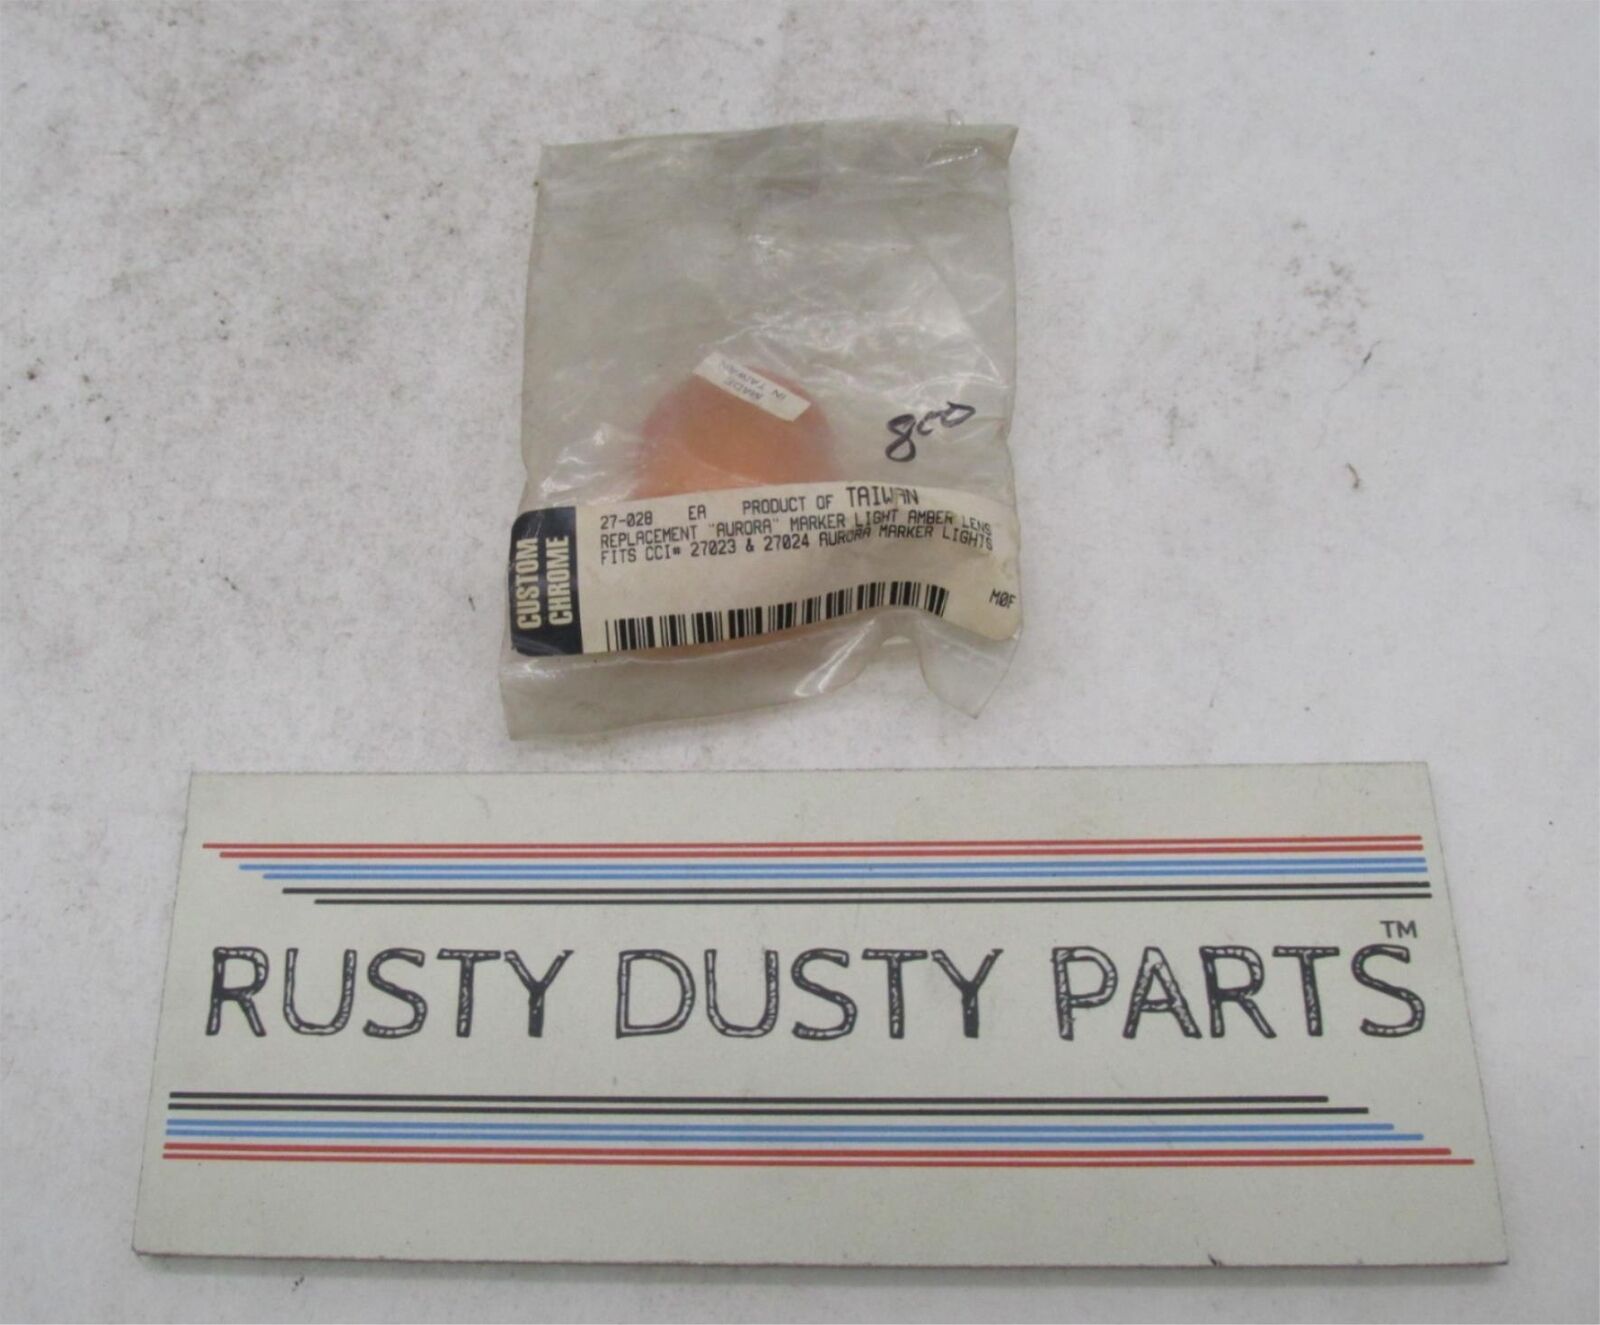 MADE
IN TAIWAN
800
27-028 EA PRODUCT OF TAIWAN
REPLACEMENT "AURORA" MARKER LIGHT AMBER LENS
FITS CCI# 27023 & 27024 AURORA MARKER LIGHTS
CUSTOM
CHROME
MOF
RUSTY DUSTY PARTS™